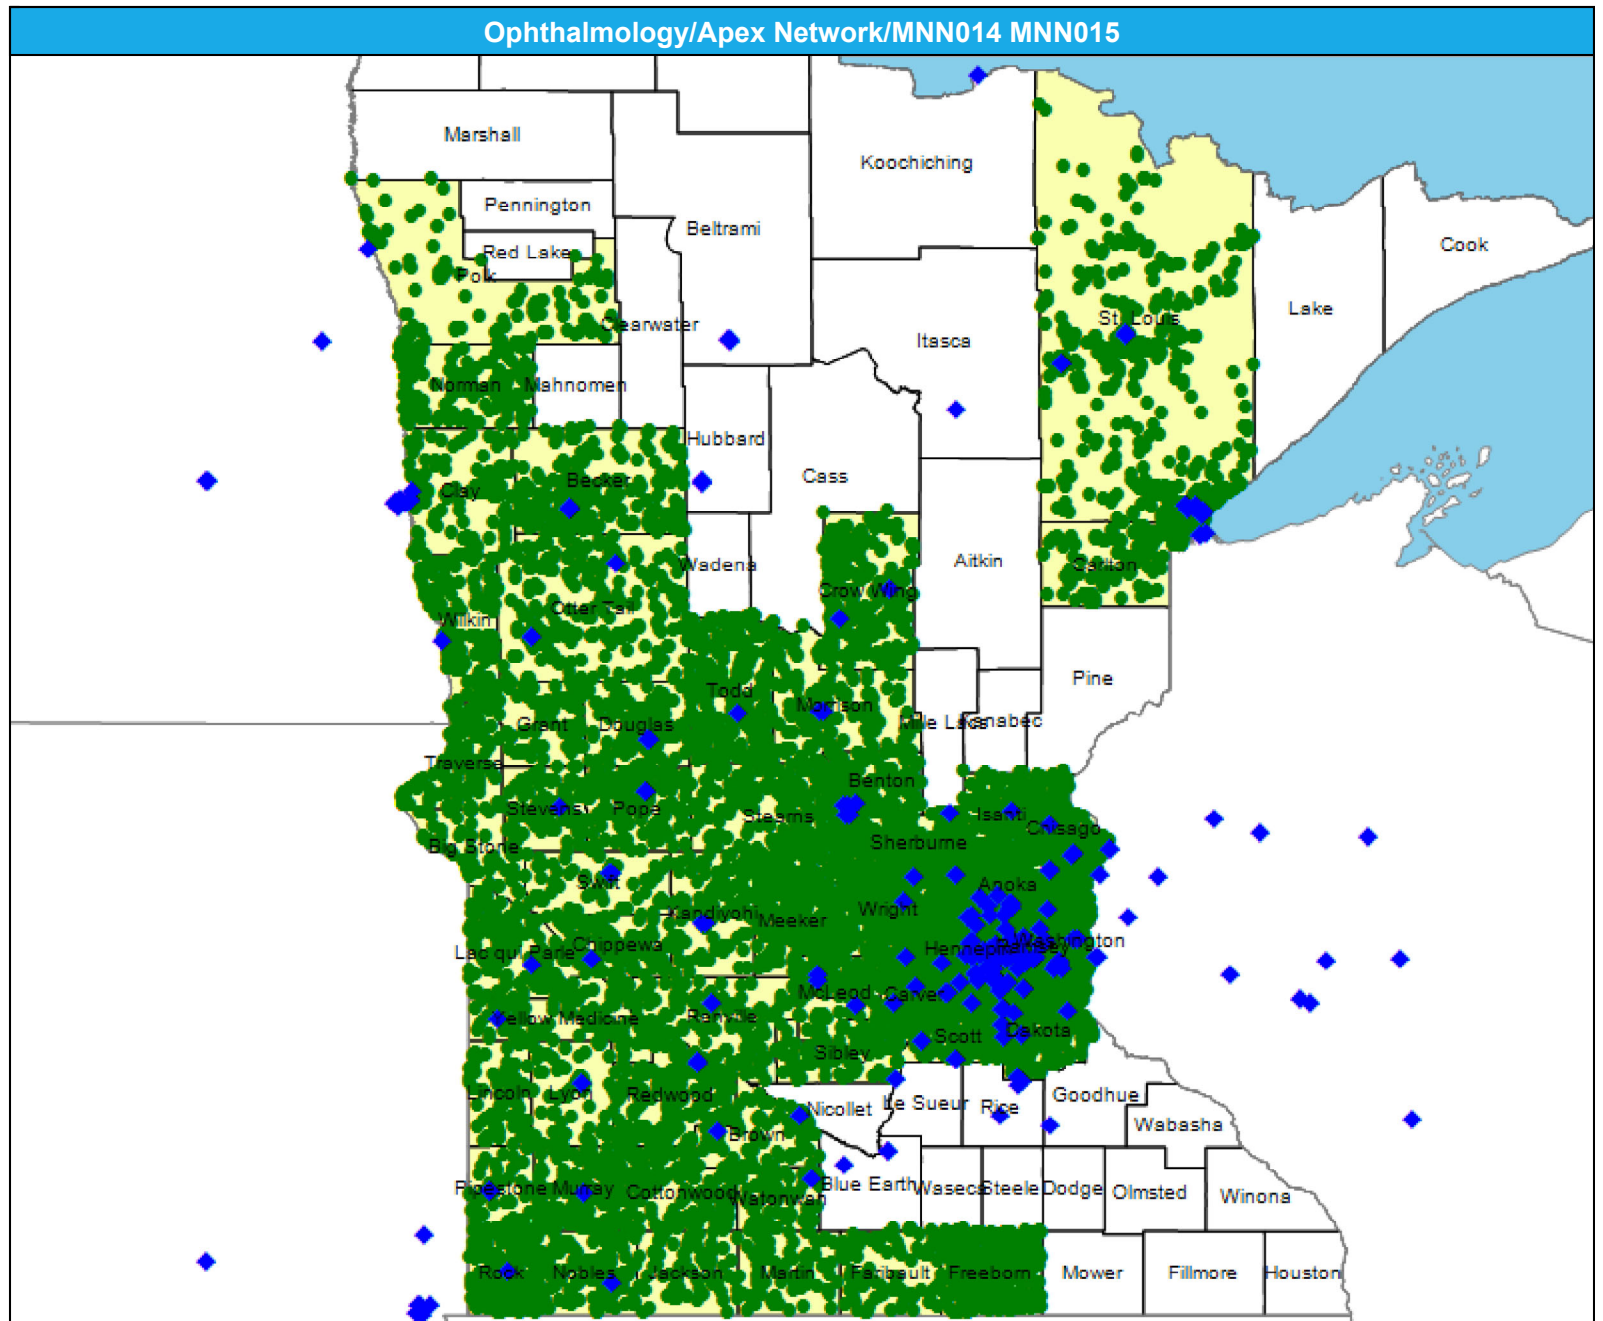 Ophthalmology/Apex Network/MNN014 MNN015
Marshall
Koochiching
Pennington
Beltrami
Red Lake
Cook
Polk
Lake
St. Louis
Clearwater
Itasca
Norman
Mahnomen
Hubbard
Cass
Becker
Clay
Aitkin
Carlton
Wadena
Crow Wing
Otter Tail
Wilkin
Pine
Todd
Morrison
Mille Lacs
Kanabec
Grant
Douglas
Traverse
Benton
Stevens
Pope
Stearns
Isanti
Chisago
Sherburne
Big Stone
Swift
Anoka
Wright
Kandiyohi
Meeker
Chippewa
Washington
Hennepin
Ramsey
Lac qui Parle
McLeod
Carver
Yellow Medicine
Renville
Dakota
Scott
Sibley
Lincoln
Lyon
Redwood
Goodhue
Le Sueur
Rice
Nicollet
Wabasha
Brown
Blue Earth
Pipestone
Murray
Cottonwood
Watonwan
Waseca
Steele
Dodge
Olmsted
Winona
Rock
Nobles
Jackson
Martin
Faribault
Freeborn
Mower
Fillmore
Houston